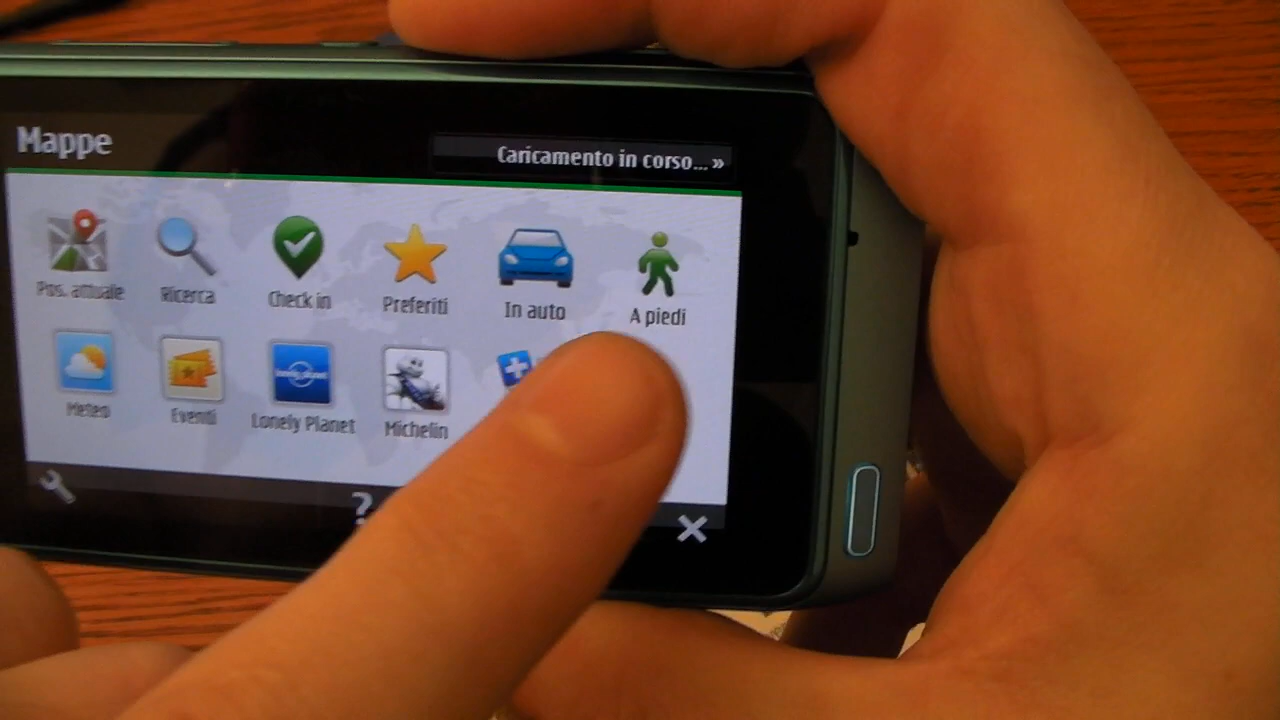 Mappe
Caricamento in corso... »
Pos. attuale
Ricerca
Check in
Preferiti
In auto
A piedi
Meteo
Eventi
Lonely Planet
Michelin
?